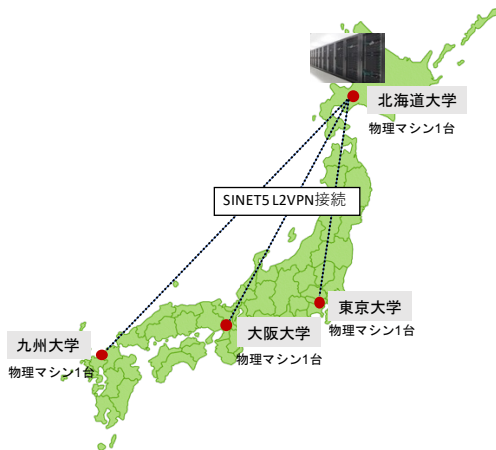 北海道大学
物理マシン1台
SINET5 L2VPN接続
東京大学
物理マシン1台
大阪大学
物理マシン1台
九州大学
物理マシン1台